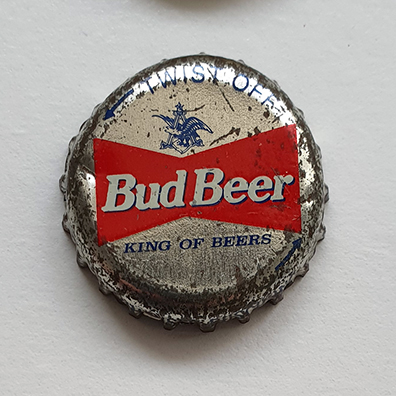 TWIST OFF
Bud Beer
KING OF BEERS